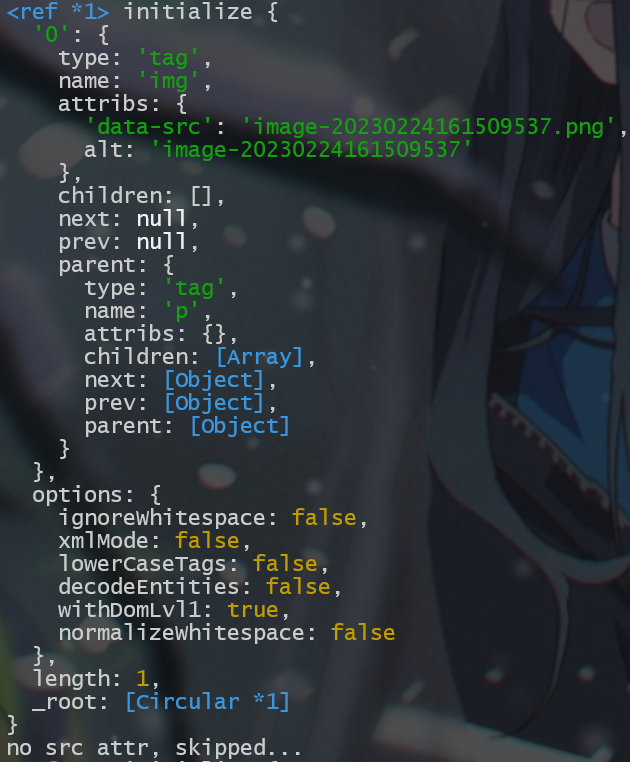 <ref *1> initialize {
  '0': {
    type: 'tag',
    name: 'img',
    attribs: {
      'data-src': 'image-20230224161509537.png',
      alt: 'image-20230224161509537'
    },
    children: [],
    next: null,
    prev: null,
    parent: {
      type: 'tag',
      name: 'p',
      attribs: {},
      children: [Array],
      next: [Object],
      prev: [Object],
      parent: [Object]
    }
  },
  options: {
    ignoreWhitespace: false,
    xmlMode: false,
    lowerCaseTags: false,
    decodeEntities: false,
    withDomLvl1: true,
    normalizeWhitespace: false
  },
  length: 1,
  _root: [Circular *1]
}
no src attr, skipped...